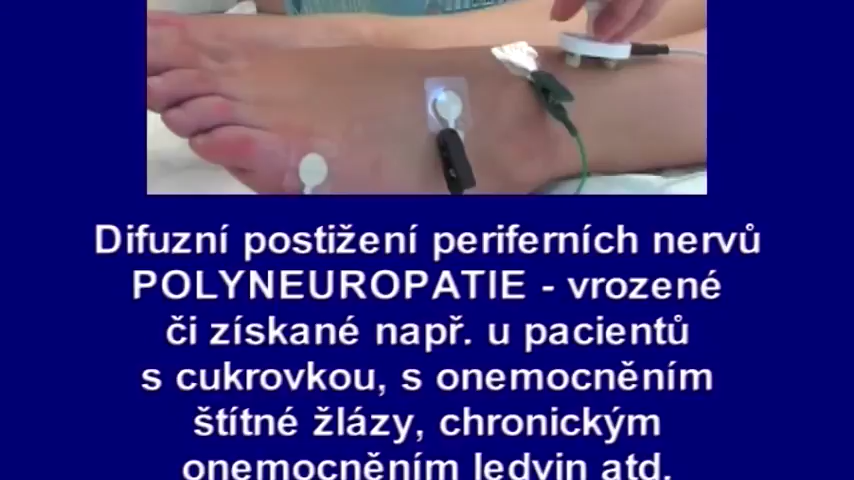 Difuzní postižení periferních nervů
POLYNEUROPATIE - vrozené
či získané např. u pacientů
s cukrovkou, s onemocněním
štítné žlázy, chronickým
onemocněním ledvin atd.